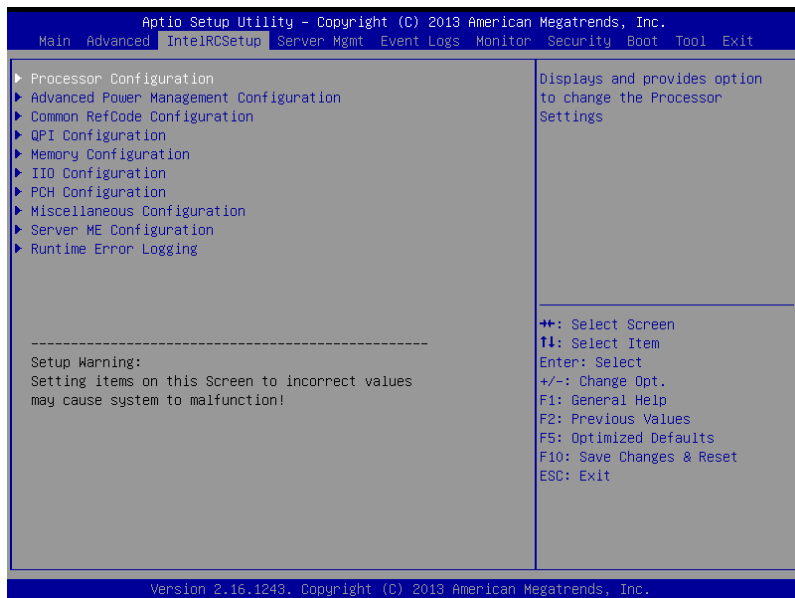 Aptio Setup Utility – Copyright (C) 2013 American Megatrends, Inc.
Main Advanced IntelRCSetup Server Mgmt Event Logs Monitor Security Boot Tool Exit
Processor Configuration
Advanced Power Management Configuration
Common RefCode Configuration
QPI Configuration
Memory Configuration
IIO Configuration
PCH Configuration
Miscellaneous Configuration
Server ME Configuration
Runtime Error Logging
--------------------------------------------------
Setup Warning:
Setting items on this Screen to incorrect values
may cause system to malfunction!
Displays and provides option
to change the Processor
Settings
→←: Select Screen
↑↓: Select Item
Enter: Select
+/-: Change Opt.
F1: General Help
F2: Previous Values
F5: Optimized Defaults
F10: Save Changes & Reset
ESC: Exit
Version 2.16.1243. Copyright (C) 2013 American Megatrends, Inc.